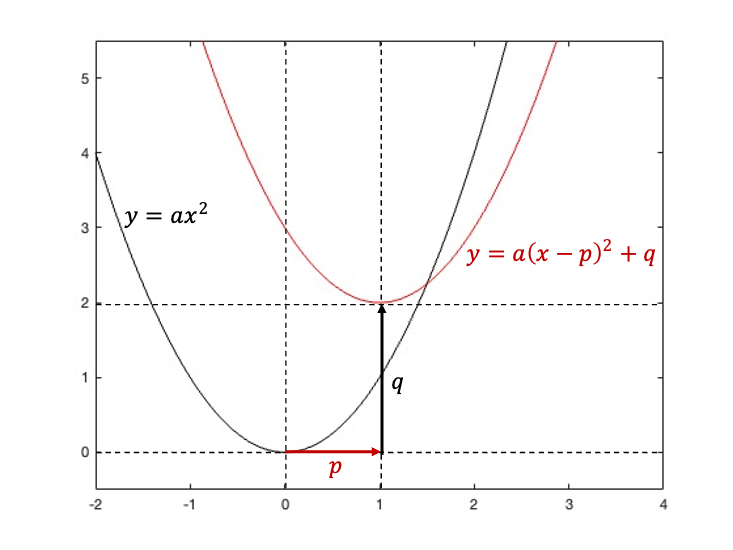 5
4
y = ax²
3
y = a(x − p)² + q
2
1
q
0
p
-2 -1 0 1 2 3 4